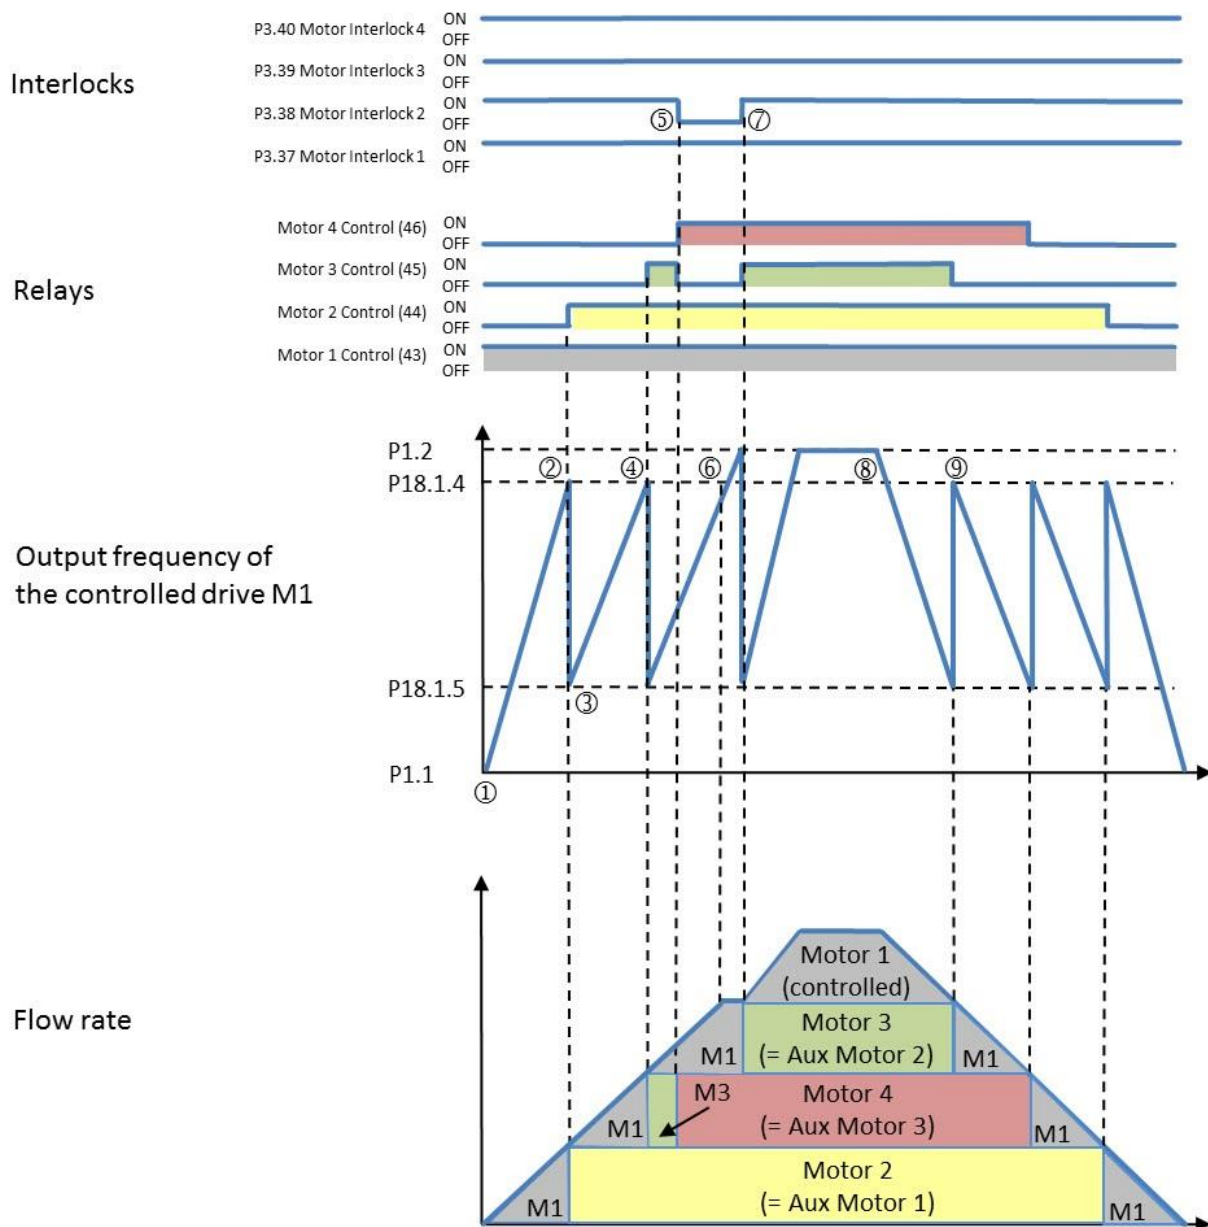 P3.40 Motor Interlock 4 ON
OFF
P3.39 Motor Interlock 3 ON
OFF
Interlocks
P3.38 Motor Interlock 2 ON
OFF
⑤ ⑦
P3.37 Motor Interlock 1 ON
OFF
Motor 4 Control (46) ON
OFF
Motor 3 Control (45) ON
OFF
Relays
Motor 2 Control (44) ON
OFF
Motor 1 Control (43) ON
OFF
P1.2
② ④ ⑥ ⑧ ⑨
P18.1.4
Output frequency of
the controlled drive M1
P18.1.5
③
P1.1
①
Motor 1
(controlled)
Flow rate
Motor 3
(= Aux Motor 2)
M1 M1
M3
Motor 4
(= Aux Motor 3)
M1 M1
Motor 2
(= Aux Motor 1)
M1 M1